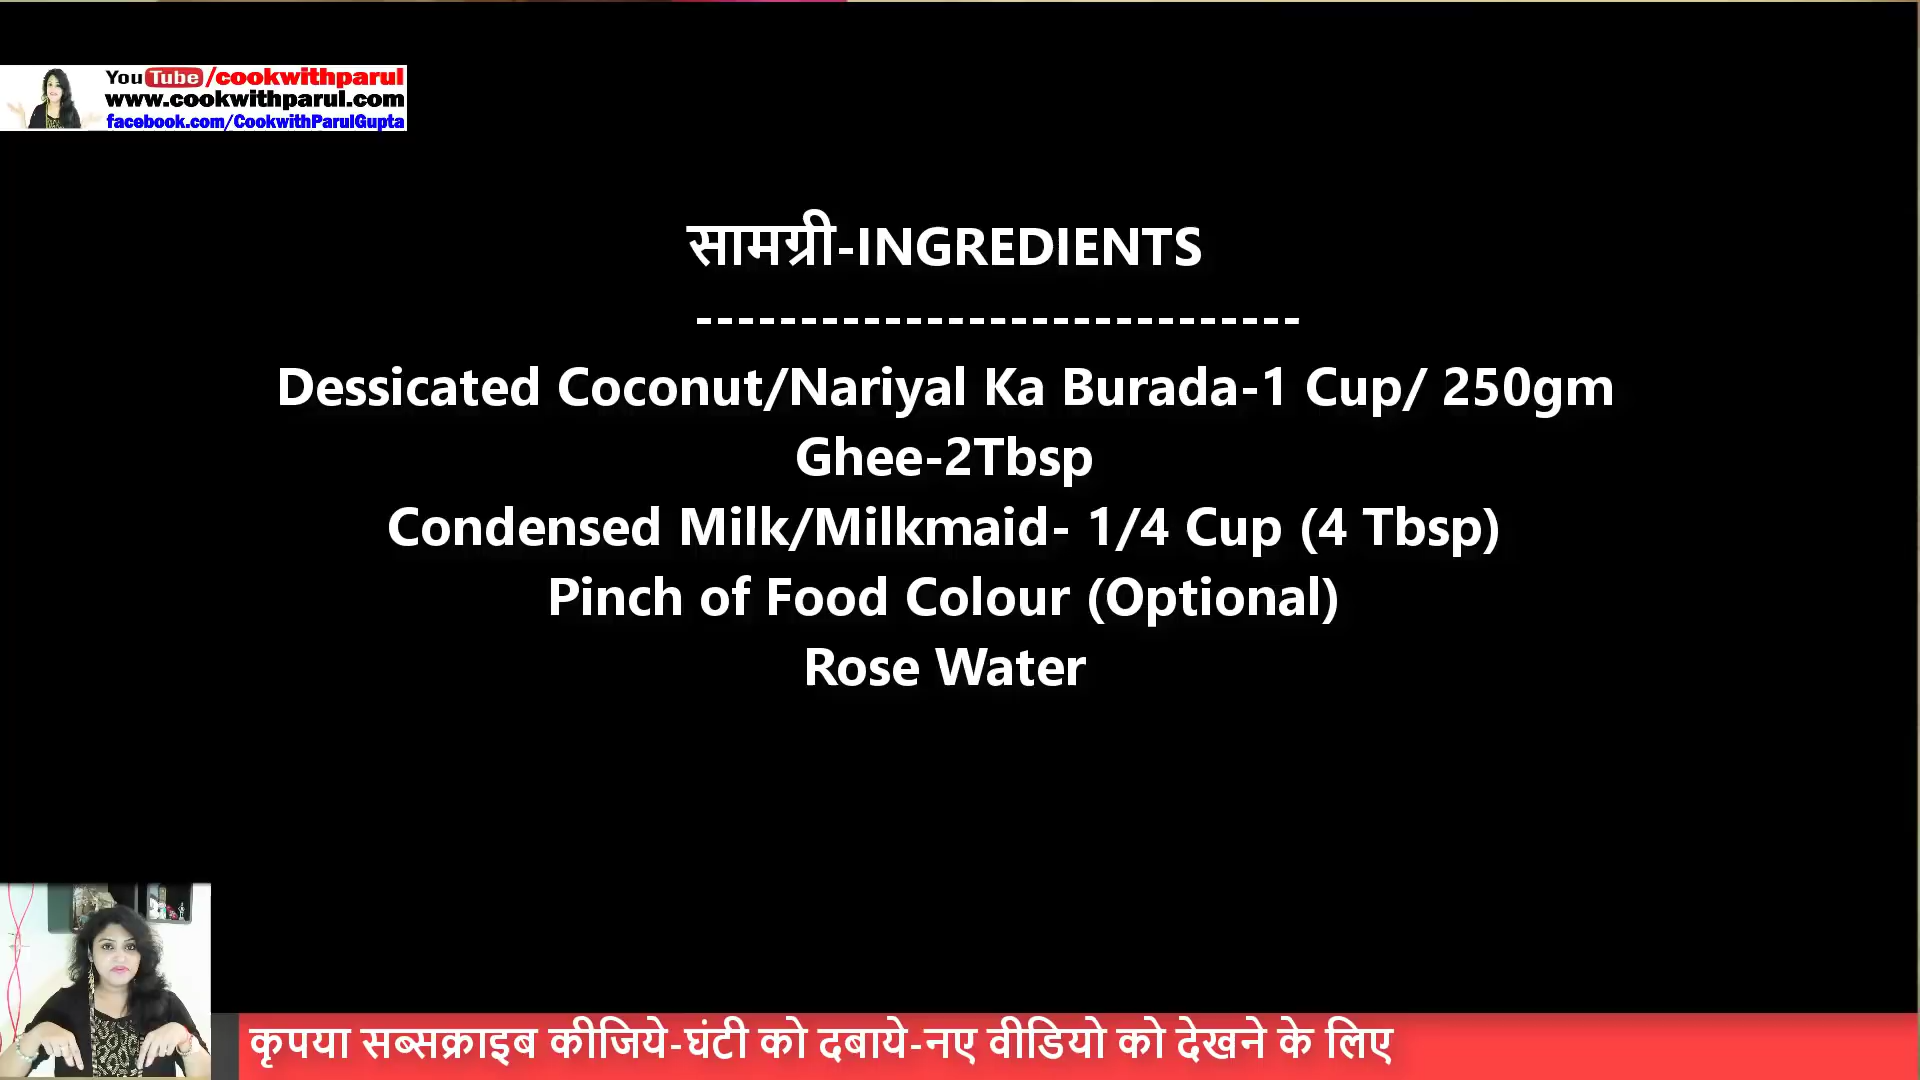 YouTube/cookwithparul
www.cookwithparul.com
facebook.com/CookwithParulGupta
सामग्री-INGREDIENTS
------------------------------
Dessicated Coconut/Nariyal Ka Burada-1 Cup/ 250gm
Ghee-2Tbsp
Condensed Milk/Milkmaid- 1/4 Cup (4 Tbsp)
Pinch of Food Colour (Optional)
Rose Water
कृपया सब्सक्राइब कीजिये-घंटी को दबाये-नए वीडियो को देखने के लिए